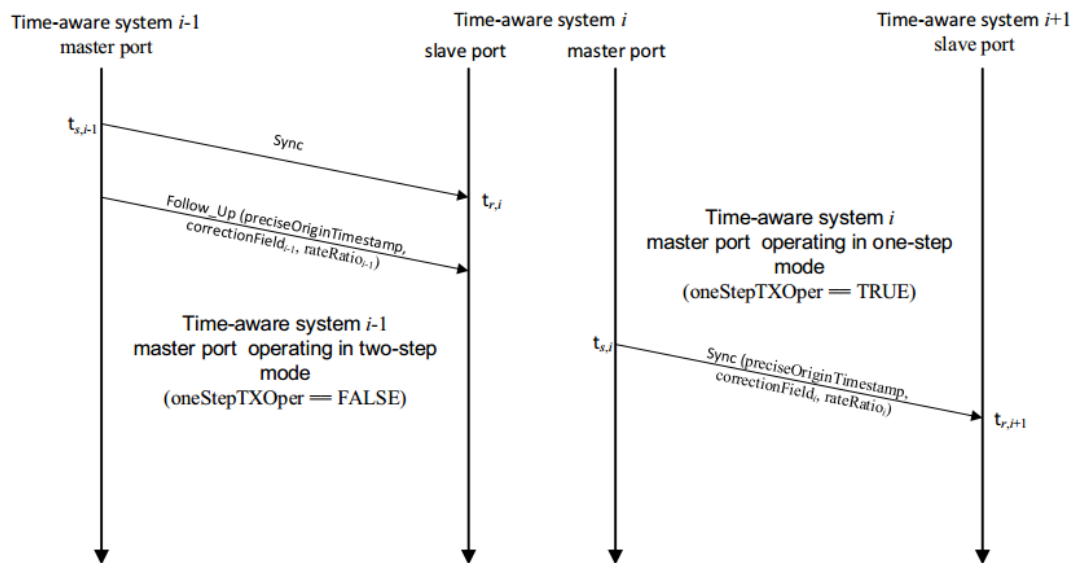 Time-aware system i-1
master port
Time-aware system i
slave port
master port
Time-aware system i+1
slave port
tₛ,ᵢ₋₁
Sync
tᵣ,ᵢ
Follow_Up (preciseOriginTimestamp,
correctionFieldᵢ₋₁, rateRatioᵢ₋₁)
Time-aware system i
master port operating in one-step
mode
(oneStepTXOper == TRUE)
Time-aware system i-1
master port operating in two-step
mode
(oneStepTXOper == FALSE)
tₛ,ᵢ
Sync (preciseOriginTimestamp,
correctionFieldᵢ, rateRatioᵢ)
tᵣ,ᵢ₊₁